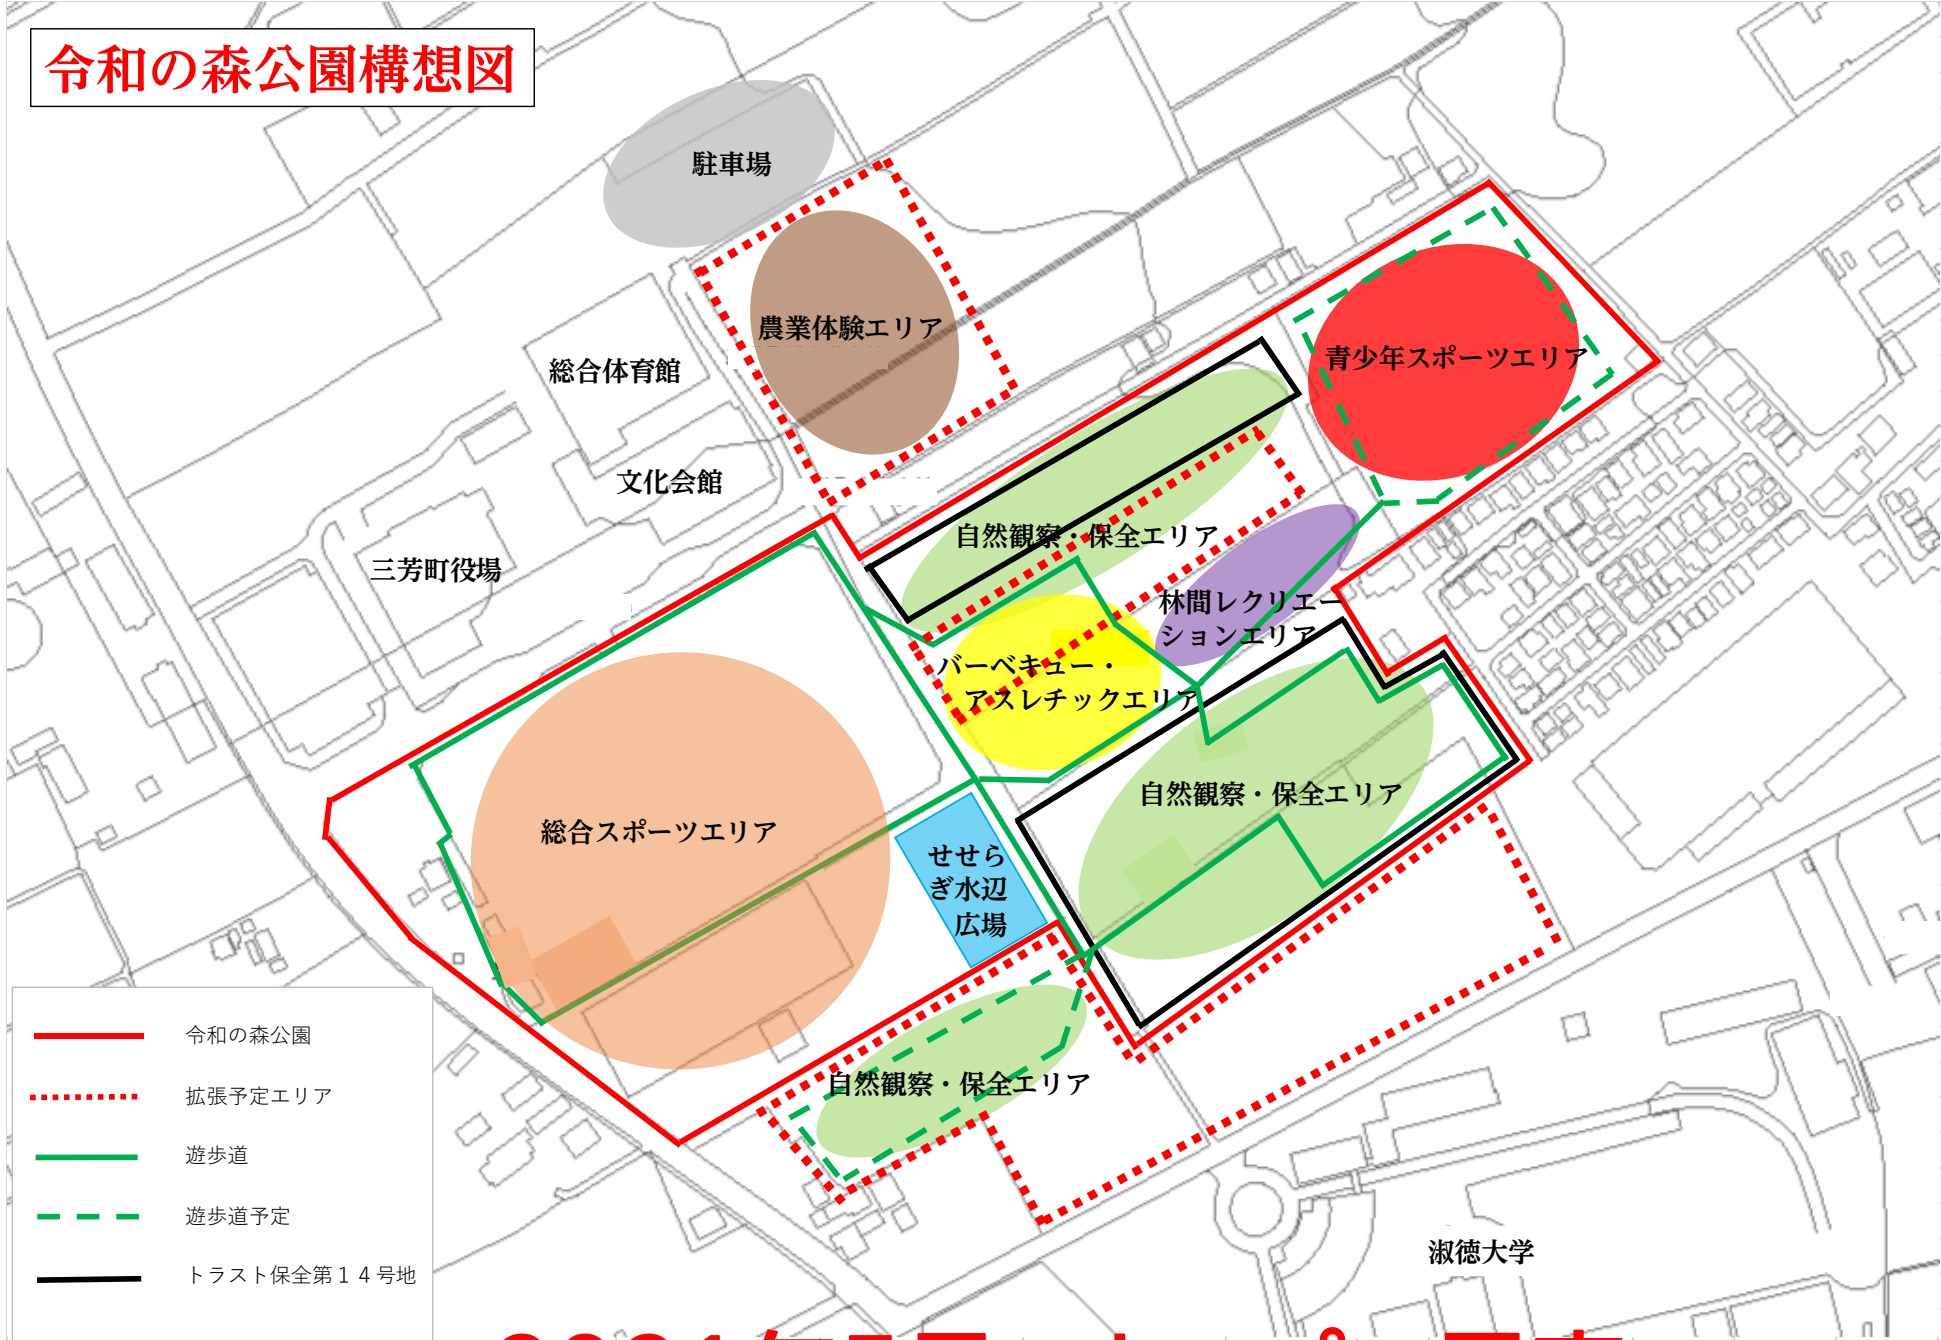 令和の森公園構想図
駐車場
農業体験エリア
総合体育館
青少年スポーツエリア
文化会館
自然観察・保全エリア
三芳町役場
林間レクリエー
ションエリア
バーベキュー・
アスレチックエリア
自然観察・保全エリア
総合スポーツエリア
せせら
ぎ水辺
広場
自然観察・保全エリア
令和の森公園
拡張予定エリア
遊歩道
遊歩道予定
トラスト保全第１４号地
淑徳大学